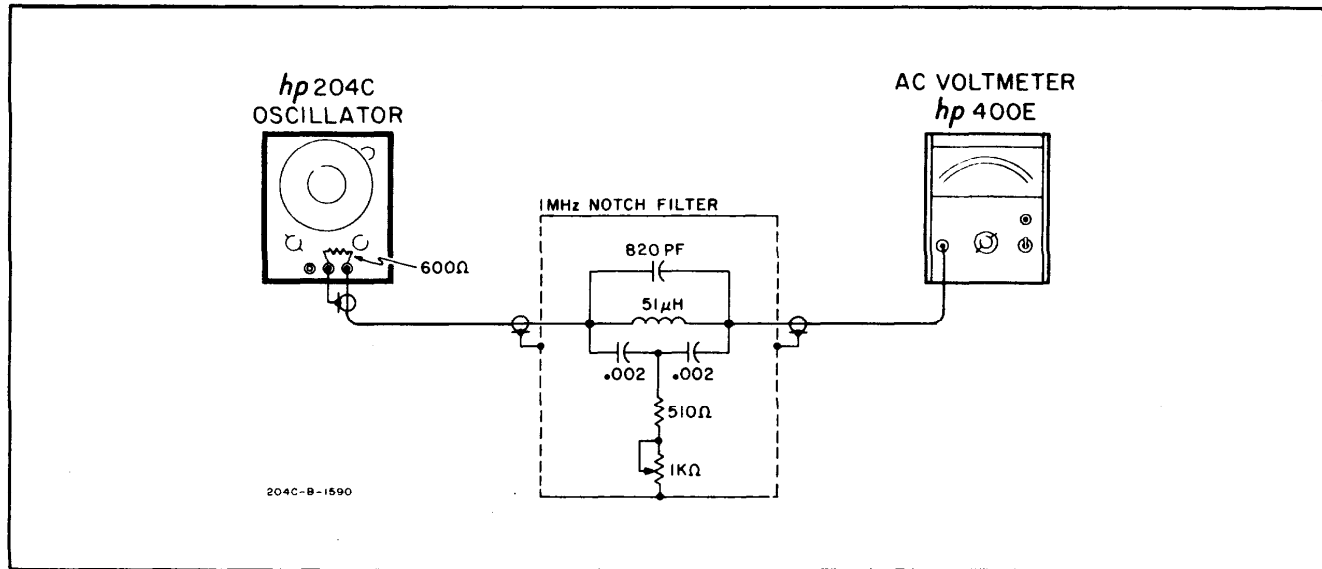 hp 204C
OSCILLATOR
AC VOLTMETER
hp 400E
1MHz NOTCH FILTER
600Ω
820 PF
51μH
.002 .002
510Ω
1KΩ
204C-B-1590